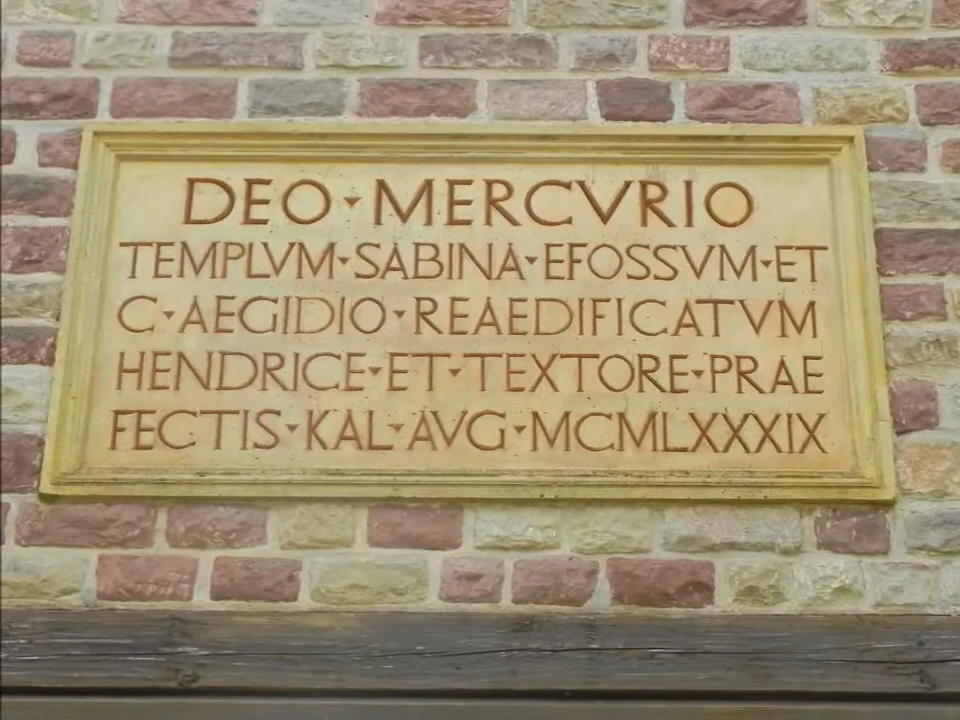 DEO ▾ MERCVRIO
TEMPLVM ▾ SABINA ▾ EFOSSVM ▾ ET
C ▾ AEGIDIO ▾ REAEDIFICATVM
HENDRICE ▾ ET ▾ TEXTORE ▾ PRAE
FECTIS ▾ KAL ▾ AVG ▾ MCMLXXXIX